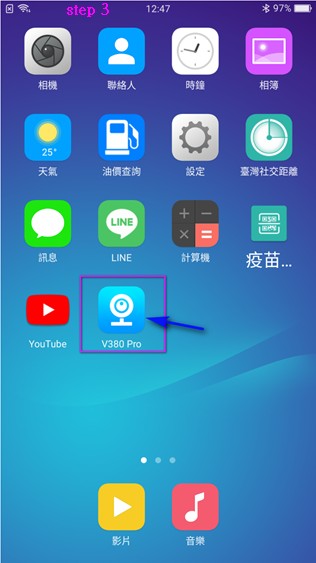 step 3
12:47
97%
相機
聯絡人
時鐘
相簿
25°
天氣
油價查詢
設定
臺灣社交距離
訊息
LINE
LINE
計算機
疫苗...
YouTube
V380 Pro
影片
音樂